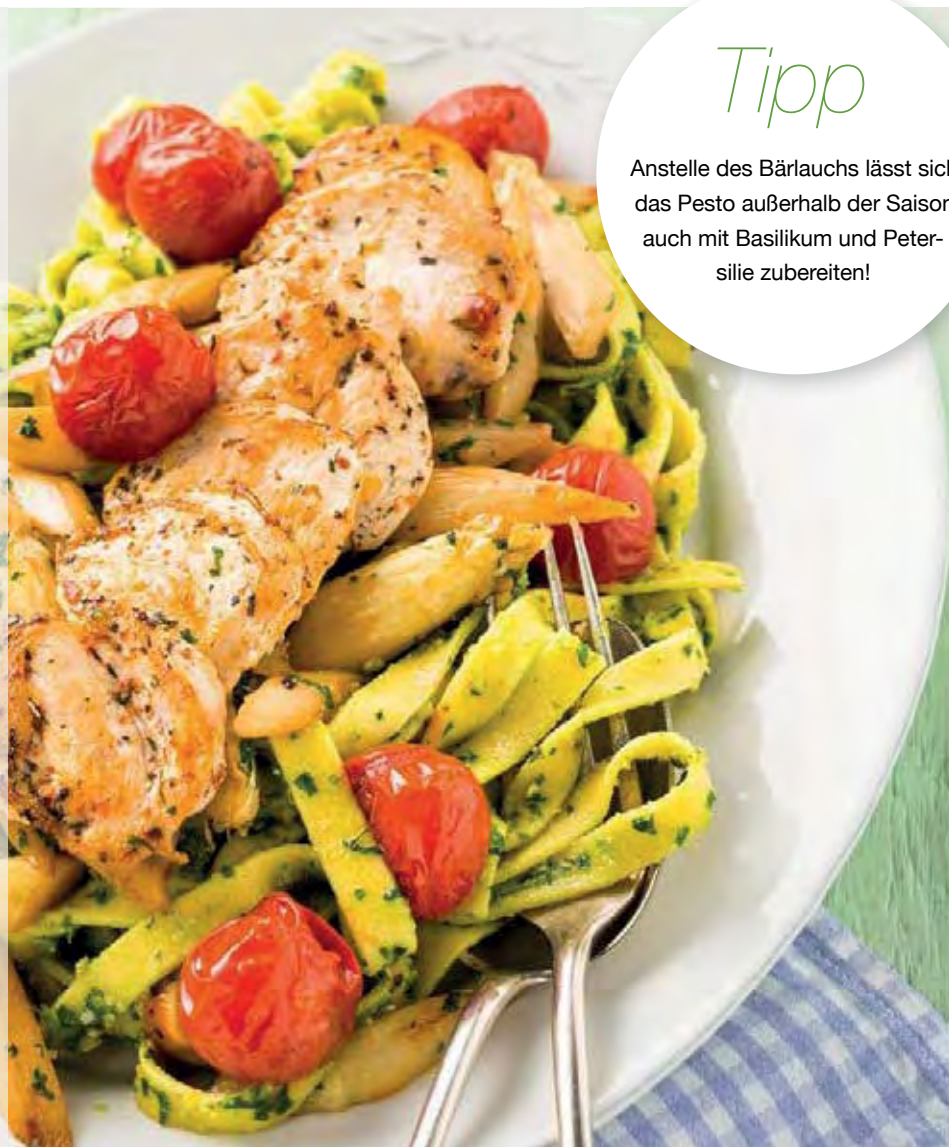 Tipp
Anstelle des Bärlauchs lässt sich
das Pesto außerhalb der Saison
auch mit Basilikum und Peter-
silie zubereiten!